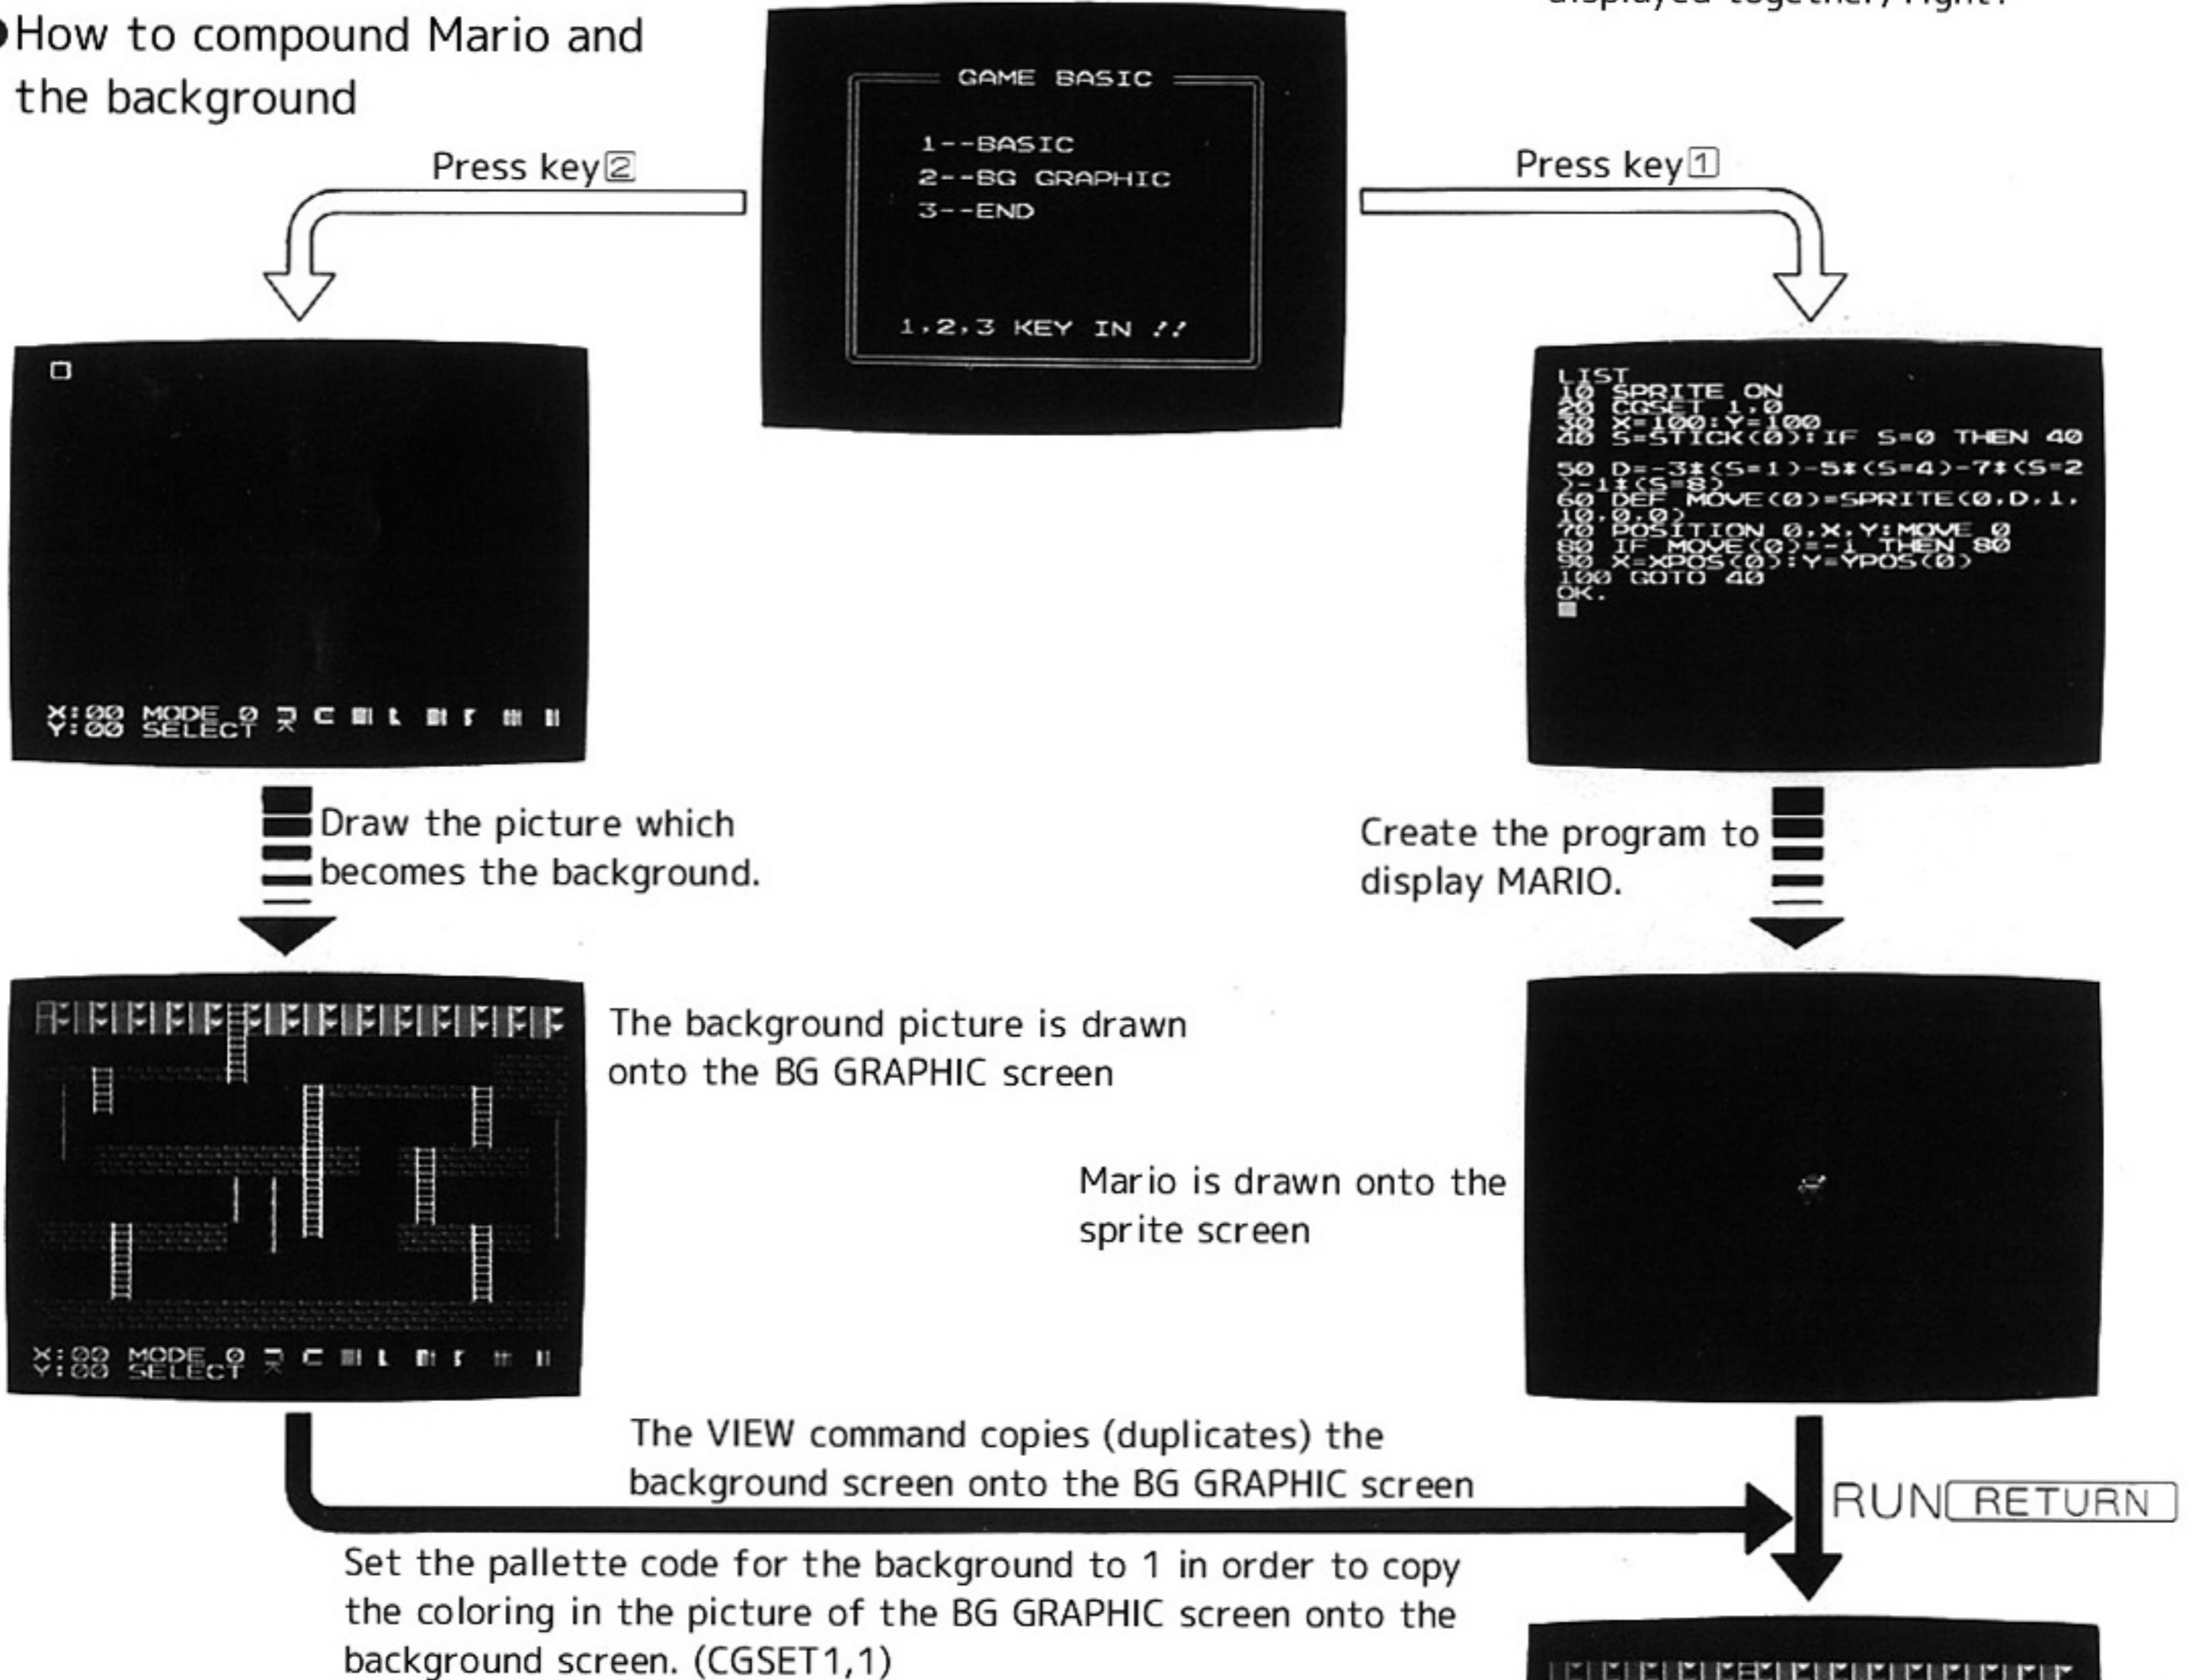 displayed together, right?
●How to compound Mario and
the background
GAME BASIC
1--BASIC
2--BG GRAPHIC
3--END
1,2,3 KEY IN !!
Press key 2
Press key 1
X:00 MODE 0
Y:00 SELECT
LIST
10 SPRITE ON
20 CGSET 1,0
30 X=100:Y=100
40 S=STICK(0):IF S=0 THEN 40
50 D=-3*(S=1)-5*(S=4)-7*(S=2
)-1*(S=8)
60 DEF MOVE(0)=SPRITE(0,D,1,
10,0,0)
70 POSITION 0,X,Y:MOVE 0
80 IF MOVE(0)=-1 THEN 80
90 X=XPOS(0):Y=YPOS(0)
100 GOTO 40
OK.
Draw the picture which
becomes the background.
Create the program to
display MARIO.
The background picture is drawn
onto the BG GRAPHIC screen
Mario is drawn onto the
sprite screen
X:00 MODE 0
Y:00 SELECT
The VIEW command copies (duplicates) the
background screen onto the BG GRAPHIC screen
RUN RETURN
Set the pallette code for the background to 1 in order to copy
the coloring in the picture of the BG GRAPHIC screen onto the
background screen. (CGSET1,1)